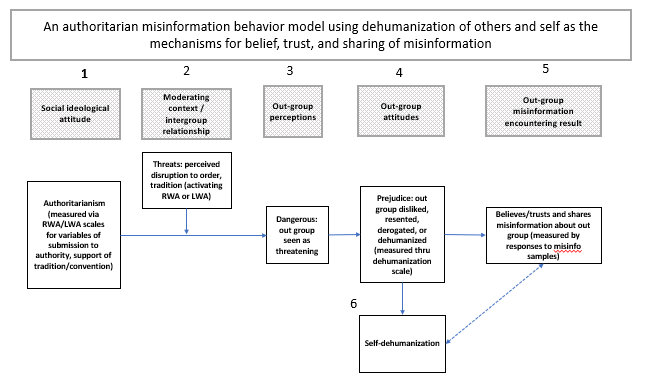 An authoritarian misinformation behavior model using dehumanization of others and self as the
mechanisms for belief, trust, and sharing of misinformation
1
2
3
4
5
Social ideological
attitude
Moderating
context /
intergroup
relationship
Out-group
perceptions
Out-group
attitudes
Out-group
misinformation
encountering result
Threats: perceived
disruption to order,
tradition (activating
RWA or LWA)
Authoritarianism
(measured via
RWA/LWA scales
for variables of
submission to
authority, support of
tradition/convention)
Dangerous:
out group
seen as
threatening
Prejudice: out
group disliked,
resented,
derogated, or
dehumanized
(measured thru
dehumanization
scale)
Believes/trusts and shares
misinformation about out
group (measured by
responses to misinfo
samples)
6
Self-dehumanization